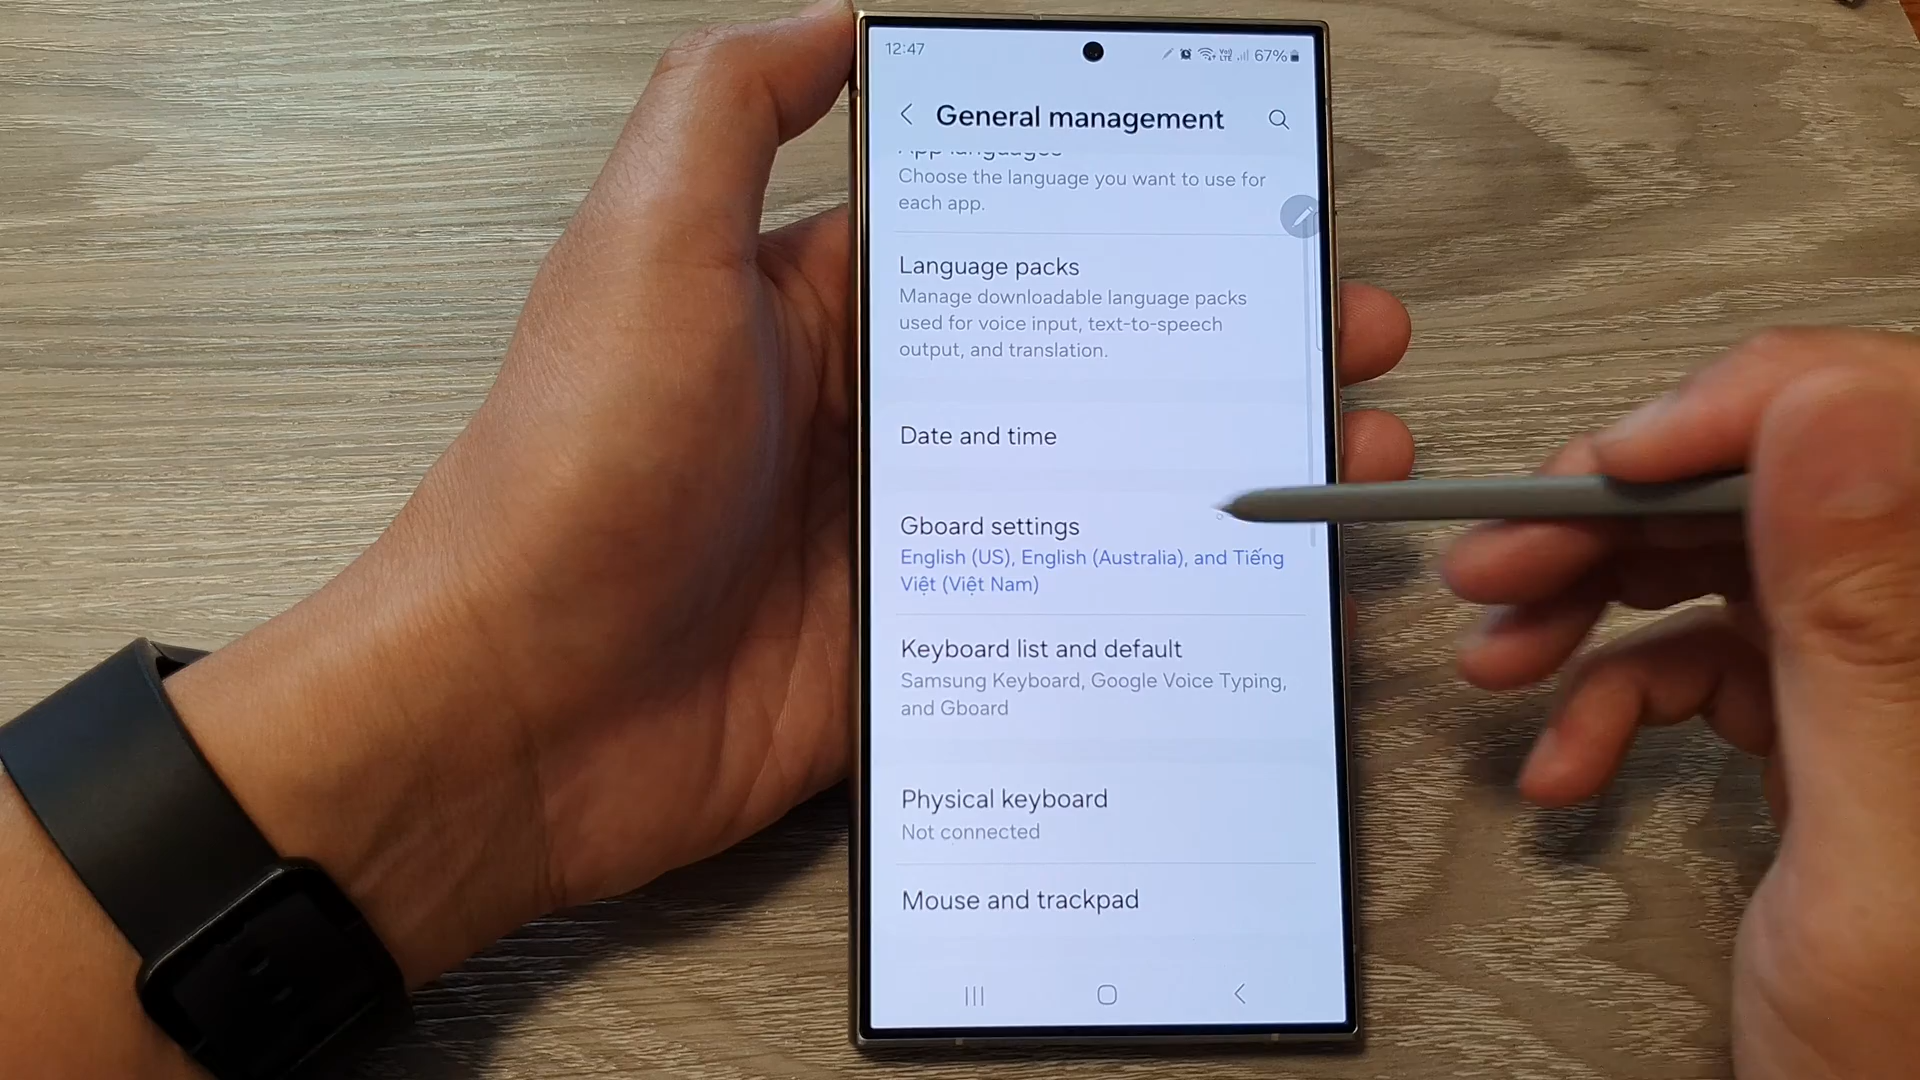 12:47
67%
General management
App languages
Choose the language you want to use for
each app.
Language packs
Manage downloadable language packs
used for voice input, text-to-speech
output, and translation.
Date and time
Gboard settings
English (US), English (Australia), and Tiếng
Việt (Việt Nam)
Keyboard list and default
Samsung Keyboard, Google Voice Typing,
and Gboard
Physical keyboard
Not connected
Mouse and trackpad